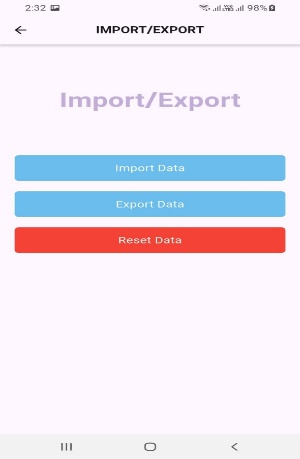 2:32
98%
IMPORT/EXPORT
Import/Export
Import Data
Export Data
Reset Data